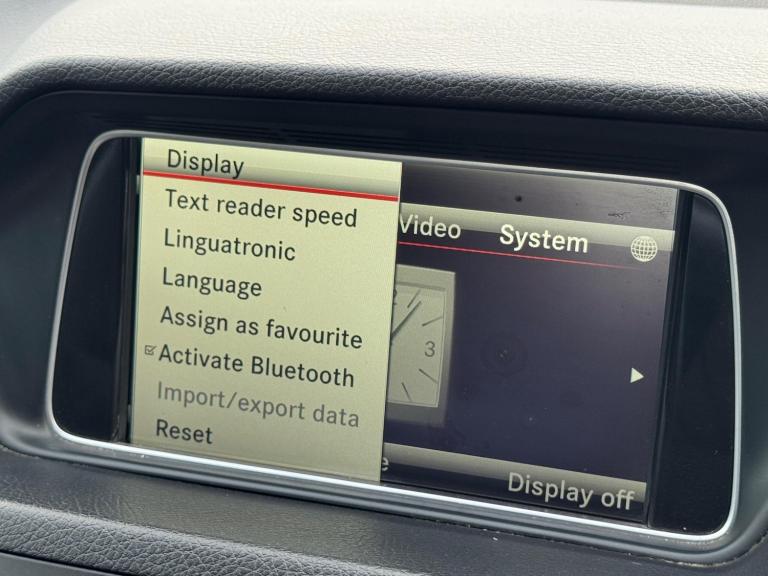 Display
Text reader speed
Linguatronic
Language
Assign as favourite
Activate Bluetooth
Import/export data
Reset
Video System
3
Display off